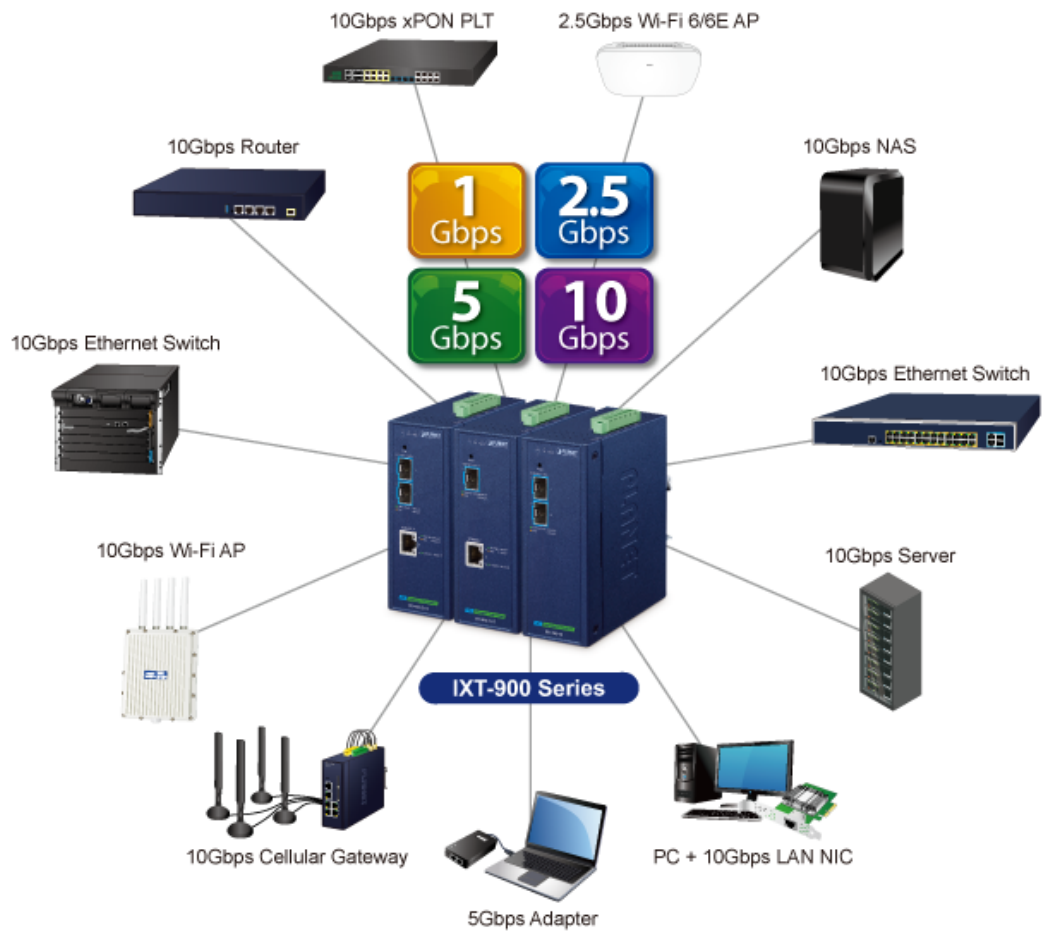 10Gbps xPON PLT
2.5Gbps Wi-Fi 6/6E AP
10Gbps Router
10Gbps NAS
1
Gbps
2.5
Gbps
5
Gbps
10
Gbps
10Gbps Ethernet Switch
10Gbps Ethernet Switch
PLANET
10Gbps Wi-Fi AP
10Gbps Server
IXT-900 Series
10Gbps Cellular Gateway
PC + 10Gbps LAN NIC
5Gbps Adapter